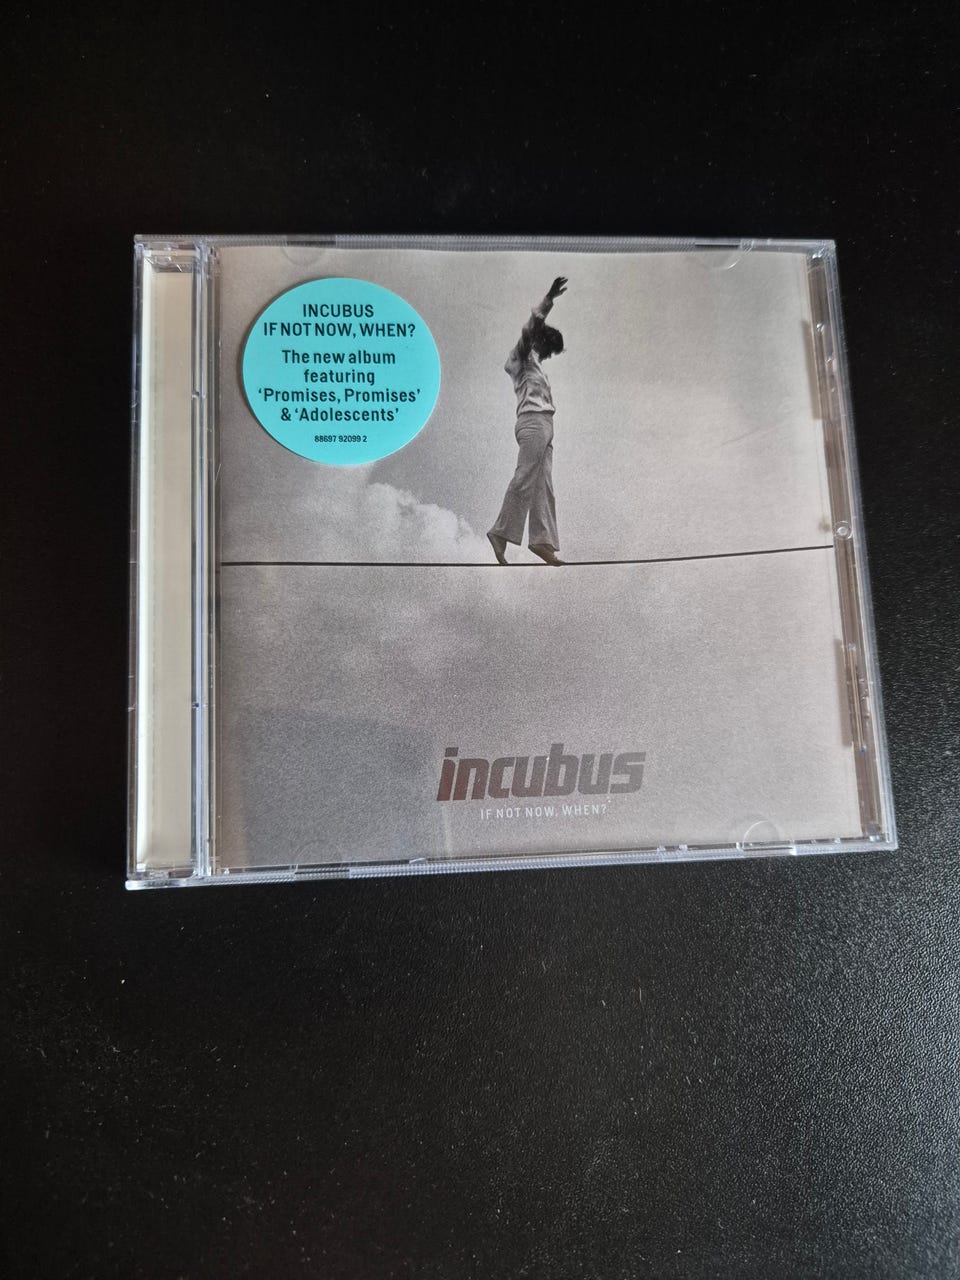 INCUBUS
IF NOT NOW, WHEN?
The new album
featuring
‘Promises, Promises’
& ‘Adolescents’
88697 92099 2
incubus
IF NOT NOW, WHEN?